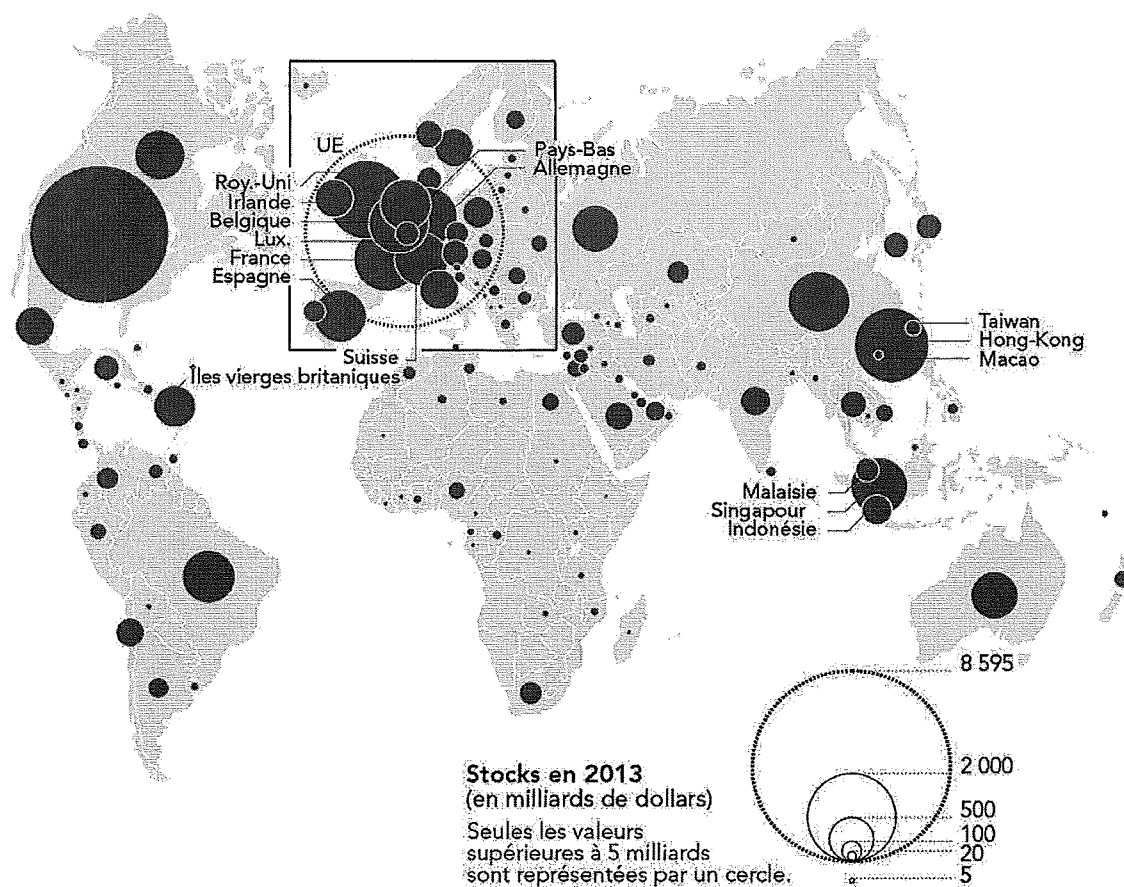 UE
Roy.-Uni
Irlande
Belgique
Lux.
France
Espagne
Pays-Bas
Allemagne
Suisse
Îles vierges britaniques
Taiwan
Hong-Kong
Macao
Malaisie
Singapour
Indonésie
Stocks en 2013
(en milliards de dollars)
Seules les valeurs
supérieures à 5 milliards
sont représentées par un cercle.
8 595
2 000
500
100
20
5